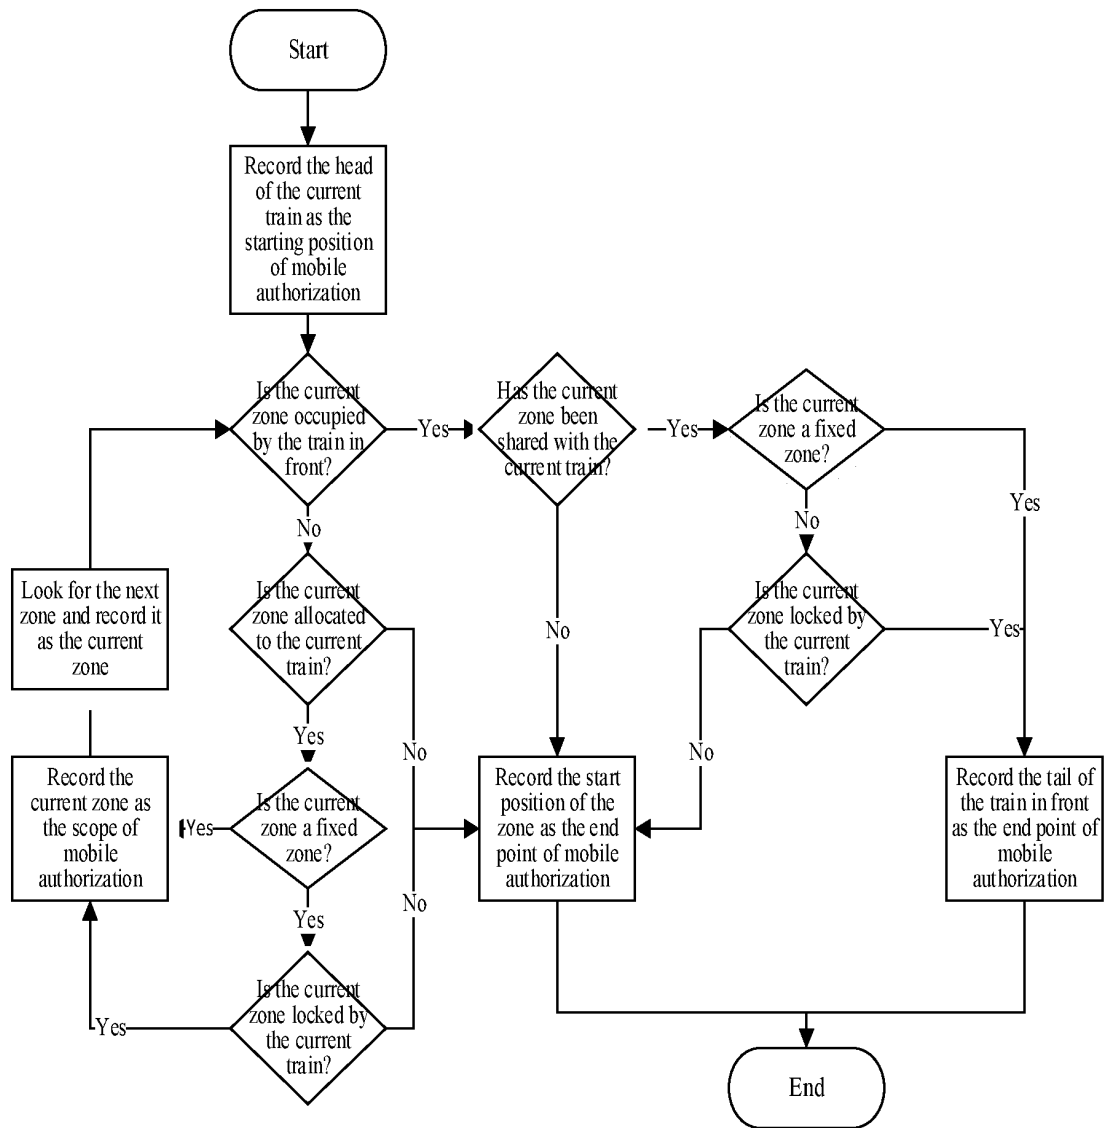 Start
Record the head
of the current
train as the
starting position
of mobile
authorization
Is the current
zone occupied
by the train in
front?
Yes
Has the current
zone been
shared with the
current train?
Yes
Is the current
zone a fixed
zone?
Yes
No
No
Look for the next
zone and record it
as the current
zone
Is the current
zone allocated
to the current
train?
No
Is the current
zone locked by
the current
train?
Yes
Yes
No
No
Record the
current zone as
the scope of
mobile
authorization
Yes
Is the current
zone a fixed
zone?
Record the start
position of the
zone as the end
point of mobile
authorization
Record the tail of
the train in front
as the end point of
mobile
authorization
Yes
No
Is the current
zone locked by
the current
train?
Yes
End